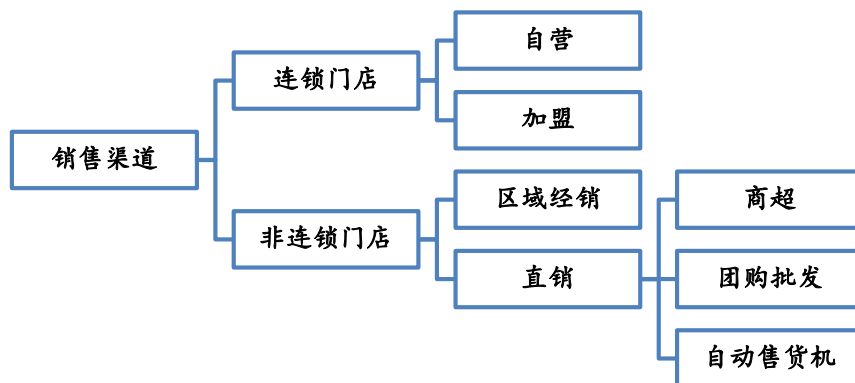 自营
连锁门店
加盟
销售渠道
区域经销
商超
非连锁门店
直销
团购批发
自动售货机